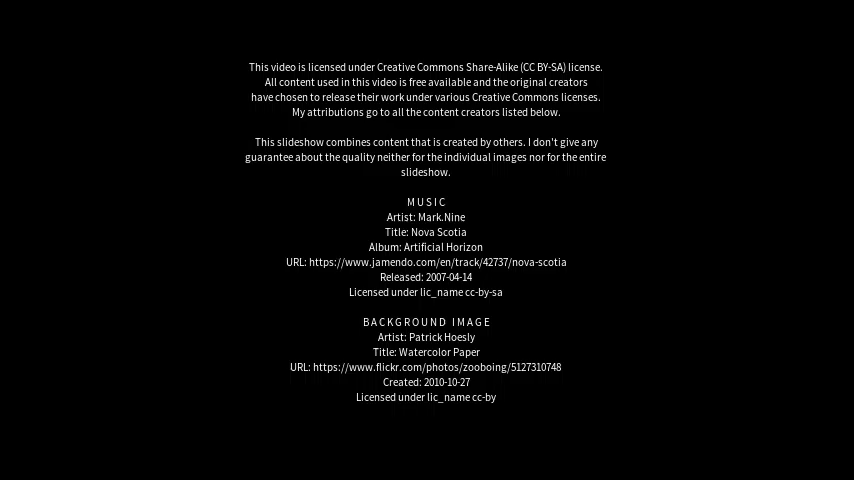 This video is licensed under Creative Commons Share-Alike (CC BY-SA) license.
All content used in this video is free available and the original creators
have chosen to release their work under various Creative Commons licenses.
My attributions go to all the content creators listed below.
This slideshow combines content that is created by others. I don't give any
guarantee about the quality neither for the individual images nor for the entire
slideshow.
MUSIC
Artist: Mark.Nine
Title: Nova Scotia
Album: Artificial Horizon
URL: https://www.jamendo.com/en/track/42737/nova-scotia
Released: 2007-04-14
Licensed under lic_name cc-by-sa
BACKGROUND IMAGE
Artist: Patrick Hoesly
Title: Watercolor Paper
URL: https://www.flickr.com/photos/zooboing/5127310748
Created: 2010-10-27
Licensed under lic_name cc-by